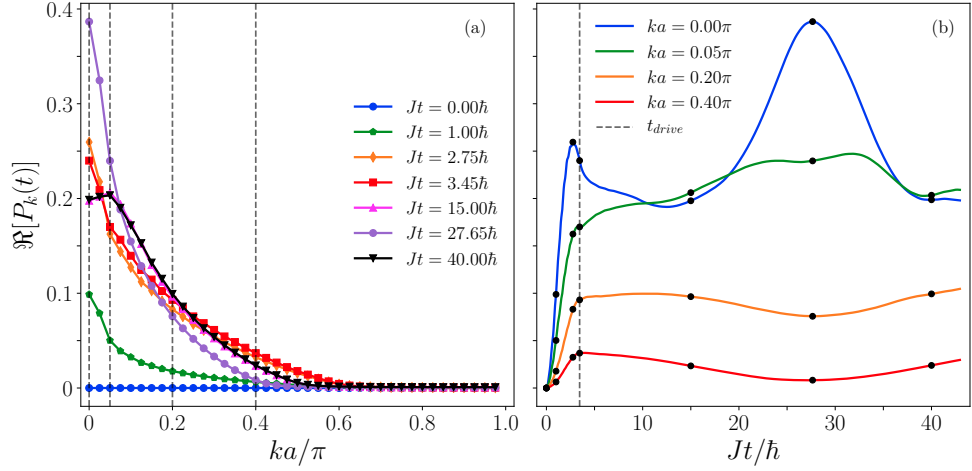 (a)
0.4
0.3
0.2
0.1
0
ℜ[P_k(t)]
Jt = 0.00ħ
Jt = 1.00ħ
Jt = 2.75ħ
Jt = 3.45ħ
Jt = 15.00ħ
Jt = 27.65ħ
Jt = 40.00ħ
0 0.2 0.4 0.6 0.8 1.0
ka/π
(b)
ka = 0.00π
ka = 0.05π
ka = 0.20π
ka = 0.40π
t_drive
0 10 20 30 40
Jt/ħ